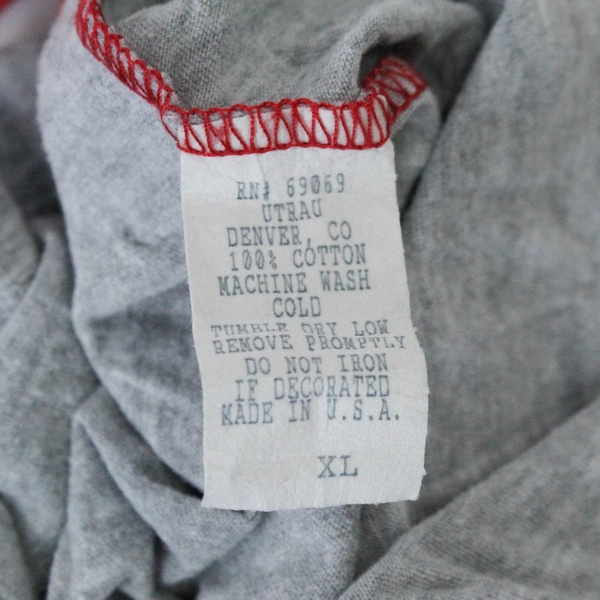 RN# 69069
UTRAU
DENVER, CO
100% COTTON
MACHINE WASH
COLD
TUMBLE DRY LOW
REMOVE PROMPTLY
DO NOT IRON
IF DECORATED
MADE IN U.S.A.
XL